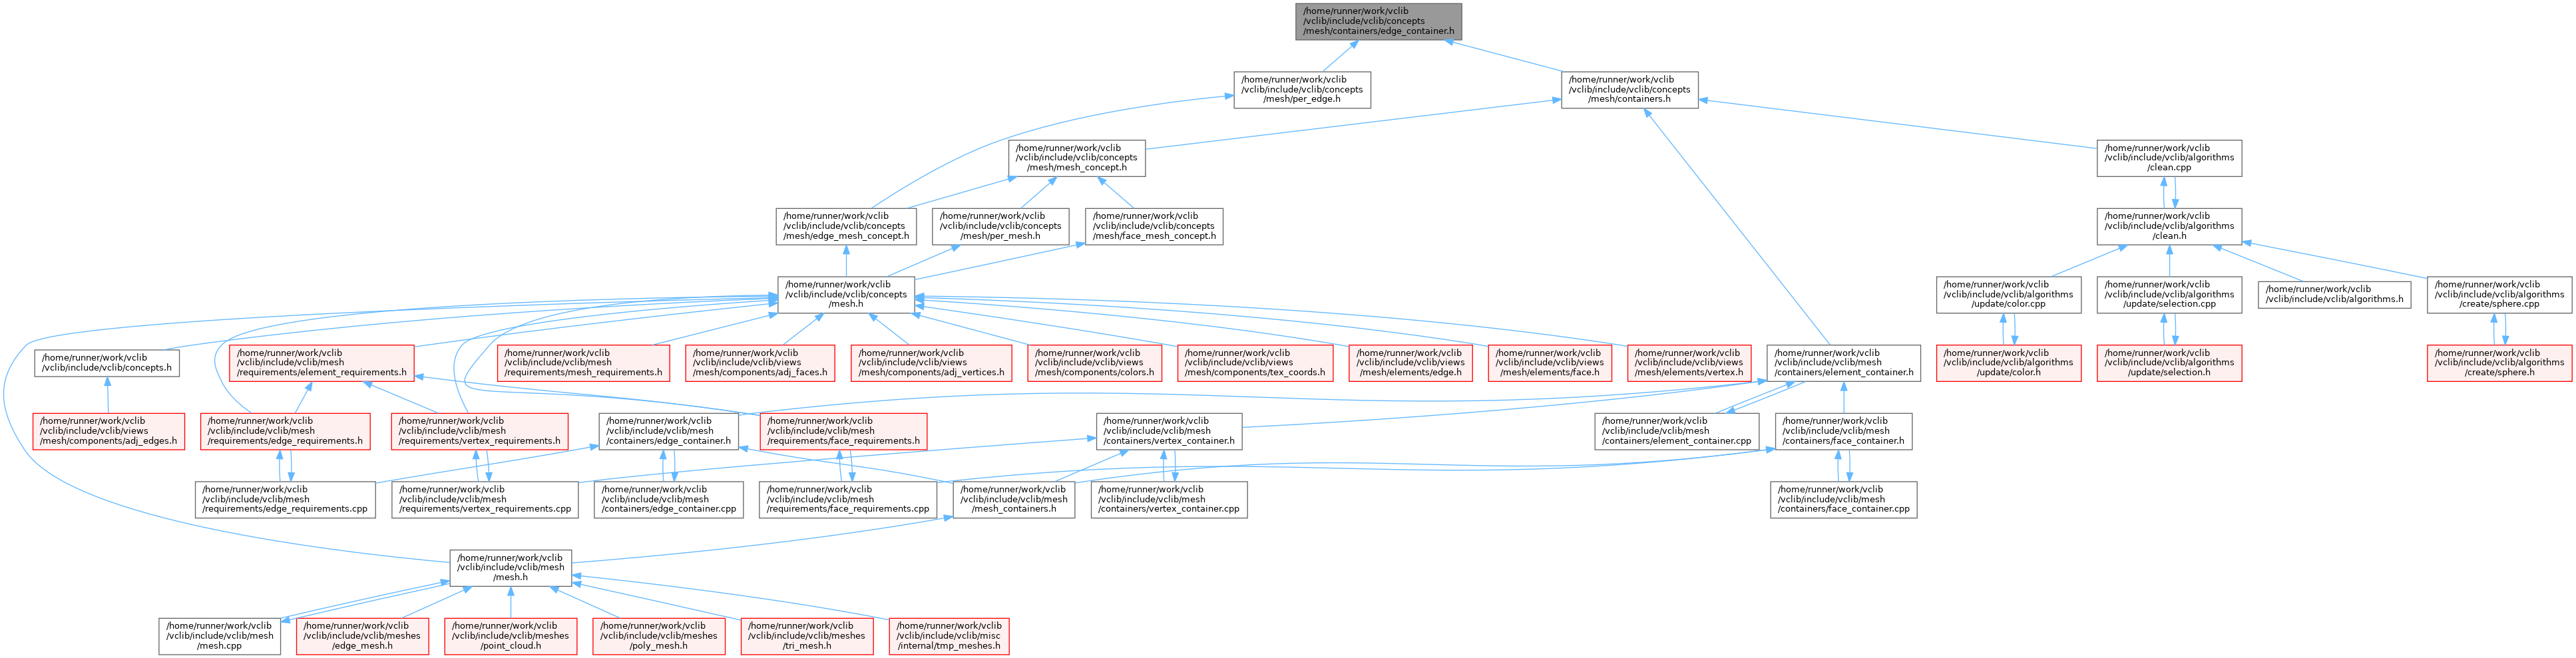 /home/runner/work/vclib
/vclib/include/vclib/concepts
/mesh/containers/edge_container.h
/home/runner/work/vclib
/vclib/include/vclib/concepts
/mesh/per_edge.h
/home/runner/work/vclib
/vclib/include/vclib/concepts
/mesh/containers.h
/home/runner/work/vclib
/vclib/include/vclib/concepts
/mesh/mesh_concept.h
/home/runner/work/vclib
/vclib/include/vclib/algorithms
/clean.cpp
/home/runner/work/vclib
/vclib/include/vclib/concepts
/mesh/edge_mesh_concept.h
/home/runner/work/vclib
/vclib/include/vclib/concepts
/mesh/per_mesh.h
/home/runner/work/vclib
/vclib/include/vclib/concepts
/mesh/face_mesh_concept.h
/home/runner/work/vclib
/vclib/include/vclib/algorithms
/clean.h
/home/runner/work/vclib
/vclib/include/vclib/concepts
/mesh.h
/home/runner/work/vclib
/vclib/include/vclib/algorithms
/update/color.cpp
/home/runner/work/vclib
/vclib/include/vclib/algorithms
/update/selection.cpp
/home/runner/work/vclib
/vclib/include/vclib/algorithms.h
/home/runner/work/vclib
/vclib/include/vclib/algorithms
/create/sphere.cpp
/home/runner/work/vclib
/vclib/include/vclib/concepts.h
/home/runner/work/vclib
/vclib/include/vclib/mesh
/requirements/element_requirements.h
/home/runner/work/vclib
/vclib/include/vclib/mesh
/requirements/mesh_requirements.h
/home/runner/work/vclib
/vclib/include/vclib/views
/mesh/components/adj_faces.h
/home/runner/work/vclib
/vclib/include/vclib/views
/mesh/components/adj_vertices.h
/home/runner/work/vclib
/vclib/include/vclib/views
/mesh/components/colors.h
/home/runner/work/vclib
/vclib/include/vclib/views
/mesh/components/tex_coords.h
/home/runner/work/vclib
/vclib/include/vclib/views
/mesh/elements/edge.h
/home/runner/work/vclib
/vclib/include/vclib/views
/mesh/elements/face.h
/home/runner/work/vclib
/vclib/include/vclib/views
/mesh/elements/vertex.h
/home/runner/work/vclib
/vclib/include/vclib/mesh
/containers/element_container.h
/home/runner/work/vclib
/vclib/include/vclib/algorithms
/update/color.h
/home/runner/work/vclib
/vclib/include/vclib/algorithms
/update/selection.h
/home/runner/work/vclib
/vclib/include/vclib/algorithms
/create/sphere.h
/home/runner/work/vclib
/vclib/include/vclib/views
/mesh/components/adj_edges.h
/home/runner/work/vclib
/vclib/include/vclib/mesh
/requirements/edge_requirements.h
/home/runner/work/vclib
/vclib/include/vclib/mesh
/requirements/vertex_requirements.h
/home/runner/work/vclib
/vclib/include/vclib/mesh
/containers/edge_container.h
/home/runner/work/vclib
/vclib/include/vclib/mesh
/requirements/face_requirements.h
/home/runner/work/vclib
/vclib/include/vclib/mesh
/containers/vertex_container.h
/home/runner/work/vclib
/vclib/include/vclib/mesh
/containers/element_container.cpp
/home/runner/work/vclib
/vclib/include/vclib/mesh
/containers/face_container.h
/home/runner/work/vclib
/vclib/include/vclib/mesh
/requirements/edge_requirements.cpp
/home/runner/work/vclib
/vclib/include/vclib/mesh
/requirements/vertex_requirements.cpp
/home/runner/work/vclib
/vclib/include/vclib/mesh
/containers/edge_container.cpp
/home/runner/work/vclib
/vclib/include/vclib/mesh
/requirements/face_requirements.cpp
/home/runner/work/vclib
/vclib/include/vclib/mesh
/mesh_containers.h
/home/runner/work/vclib
/vclib/include/vclib/mesh
/containers/vertex_container.cpp
/home/runner/work/vclib
/vclib/include/vclib/mesh
/containers/face_container.cpp
/home/runner/work/vclib
/vclib/include/vclib/mesh
/mesh.h
/home/runner/work/vclib
/vclib/include/vclib/mesh
/mesh.cpp
/home/runner/work/vclib
/vclib/include/vclib/meshes
/edge_mesh.h
/home/runner/work/vclib
/vclib/include/vclib/meshes
/point_cloud.h
/home/runner/work/vclib
/vclib/include/vclib/meshes
/poly_mesh.h
/home/runner/work/vclib
/vclib/include/vclib/meshes
/tri_mesh.h
/home/runner/work/vclib
/vclib/include/vclib/misc
/internal/tmp_meshes.h